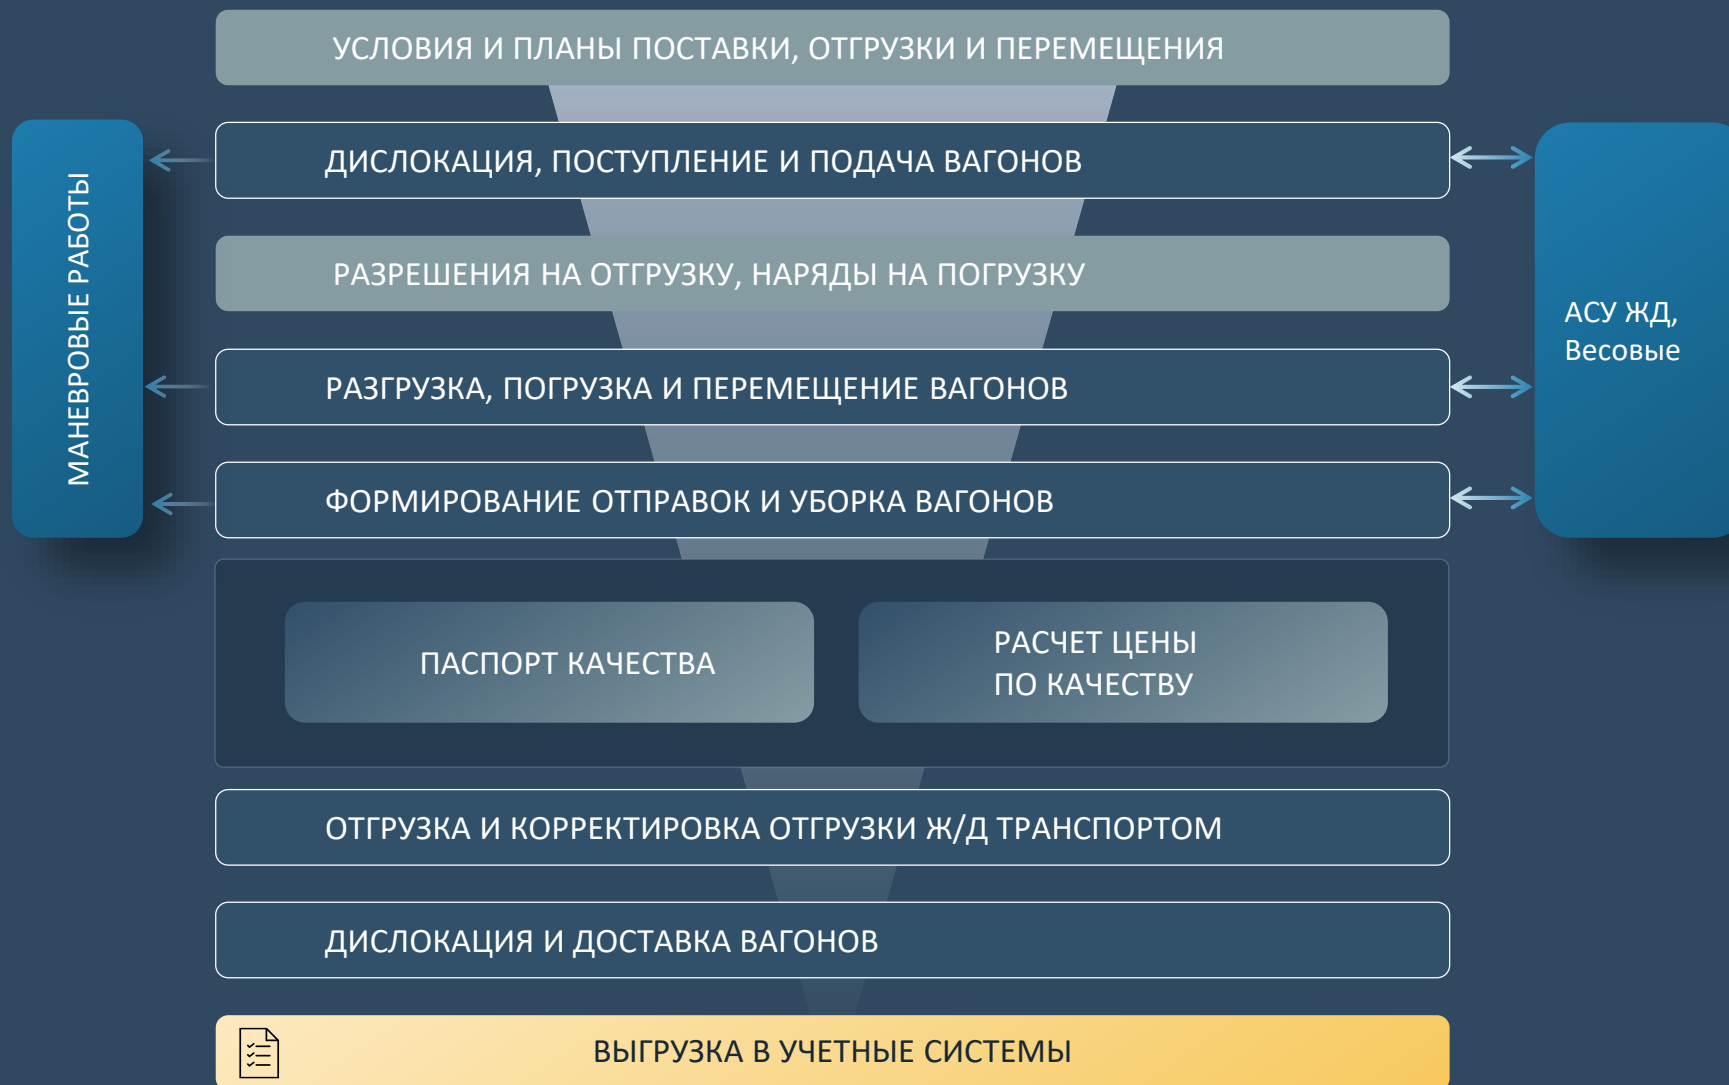 УСЛОВИЯ И ПЛАНЫ ПОСТАВКИ, ОТГРУЗКИ И ПЕРЕМЕЩЕНИЯ
ДИСЛОКАЦИЯ, ПОСТУПЛЕНИЕ И ПОДАЧА ВАГОНОВ
МАНЕВРОВЫЕ РАБОТЫ
РАЗРЕШЕНИЯ НА ОТГРУЗКУ, НАРЯДЫ НА ПОГРУЗКУ
АСУ ЖД,
Весовые
РАЗГРУЗКА, ПОГРУЗКА И ПЕРЕМЕЩЕНИЕ ВАГОНОВ
ФОРМИРОВАНИЕ ОТПРАВОК И УБОРКА ВАГОНОВ
ПАСПОРТ КАЧЕСТВА
РАСЧЕТ ЦЕНЫ
ПО КАЧЕСТВУ
ОТГРУЗКА И КОРРЕКТИРОВКА ОТГРУЗКИ Ж/Д ТРАНСПОРТОМ
ДИСЛОКАЦИЯ И ДОСТАВКА ВАГОНОВ
ВЫГРУЗКА В УЧЕТНЫЕ СИСТЕМЫ